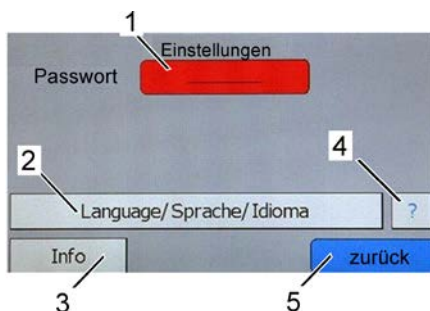 1
Einstellungen
Passwort
2
4
Language/Sprache/Idioma
?
Info
zurück
3
5